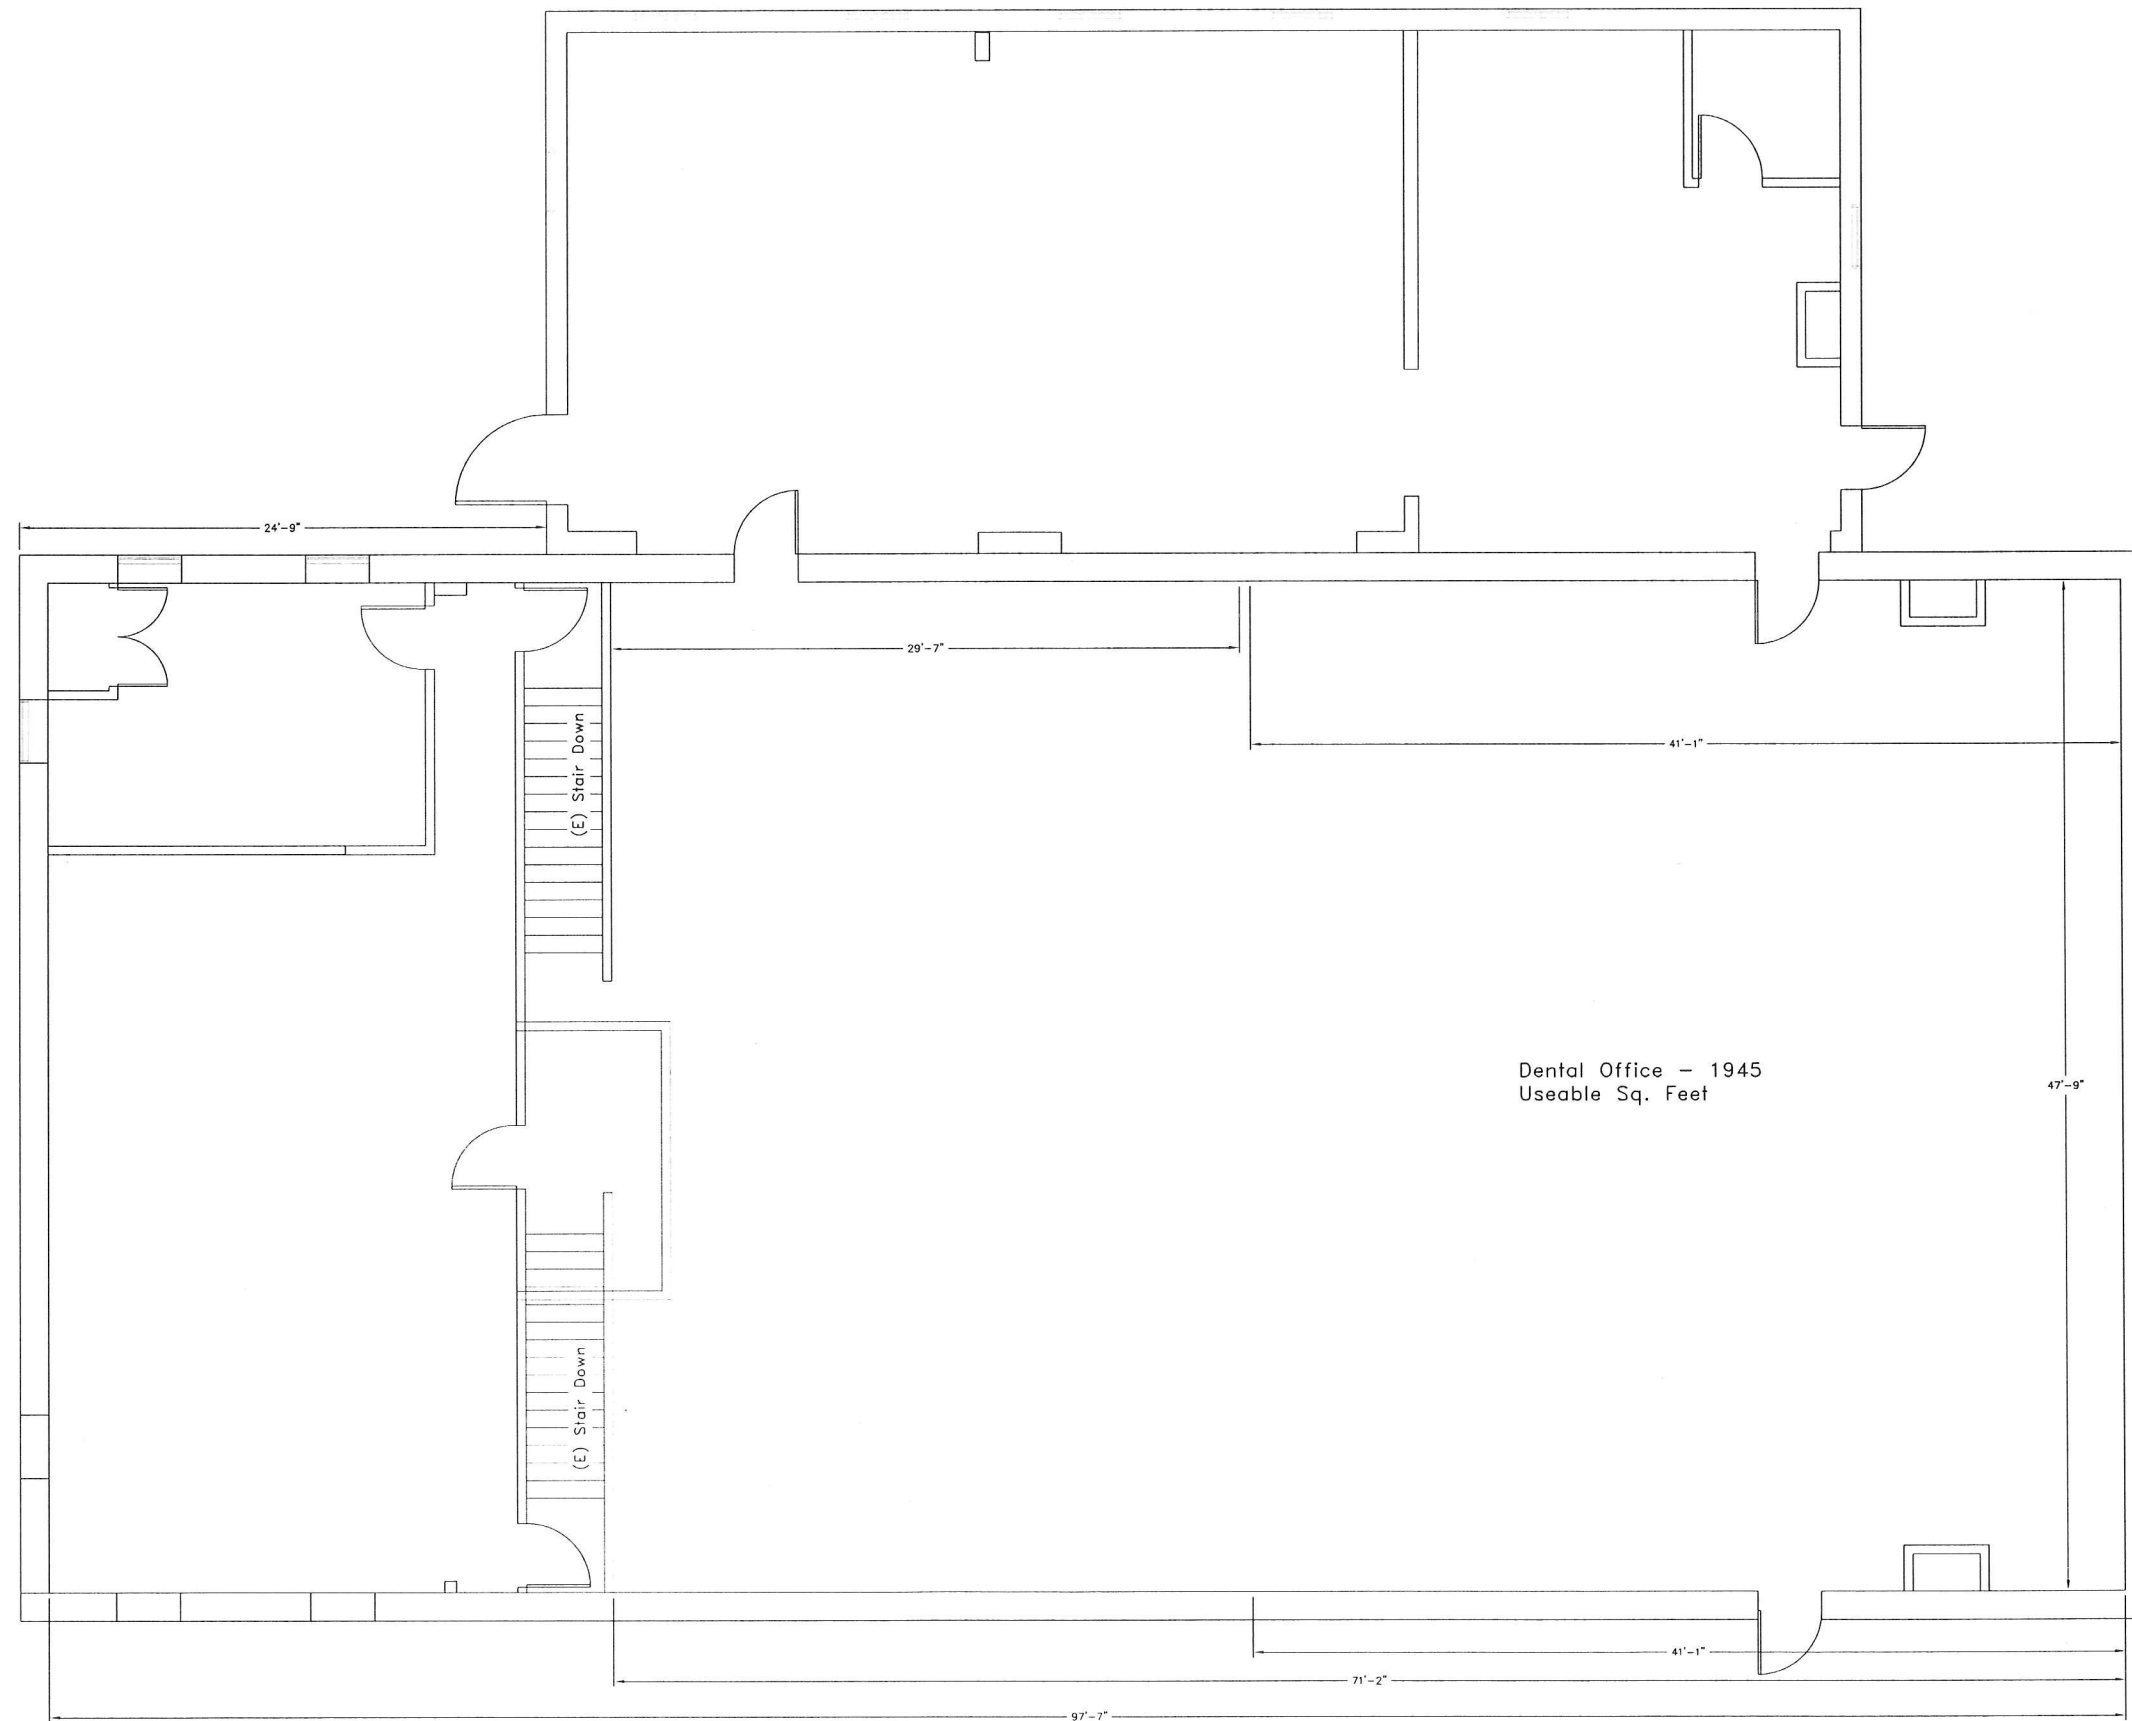 24'-9"
29'-7"
41'-1"
(E) Stair Down
Dental Office – 1945
Useable Sq. Feet
47'-9"
(E) Stair Down
41'-1"
71'-2"
97'-7"